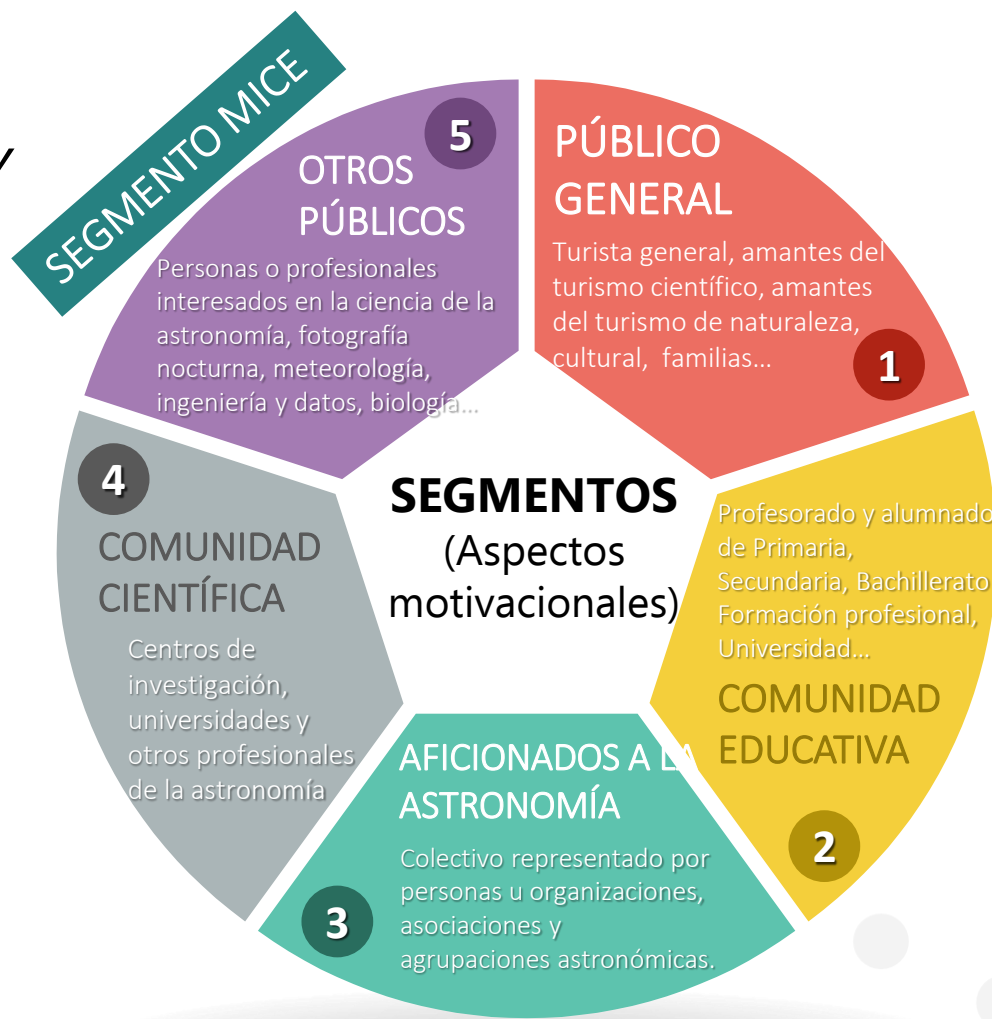 SEGMENTO MICE
5
OTROS
PÚBLICOS
Personas o profesionales
interesados en la ciencia de la
astronomía, fotografía
nocturna, meteorología,
ingeniería y datos, biología...
PÚBLICO
GENERAL
Turista general, amantes del
turismo científico, amantes
del turismo de naturaleza,
cultural, familias...
1
4
COMUNIDAD
CIENTÍFICA
Centros de
investigación,
universidades y
otros profesionales
de la astronomía
SEGMENTOS
(Aspectos
motivacionales)
Profesorado y alumnado
de Primaria,
Secundaria, Bachillerato
Formación profesional,
Universidad...
COMUNIDAD
EDUCATIVA
2
AFICIONADOS A LA
ASTRONOMÍA
Colectivo representado por
personas u organizaciones,
asociaciones y
agrupaciones astronómicas.
3